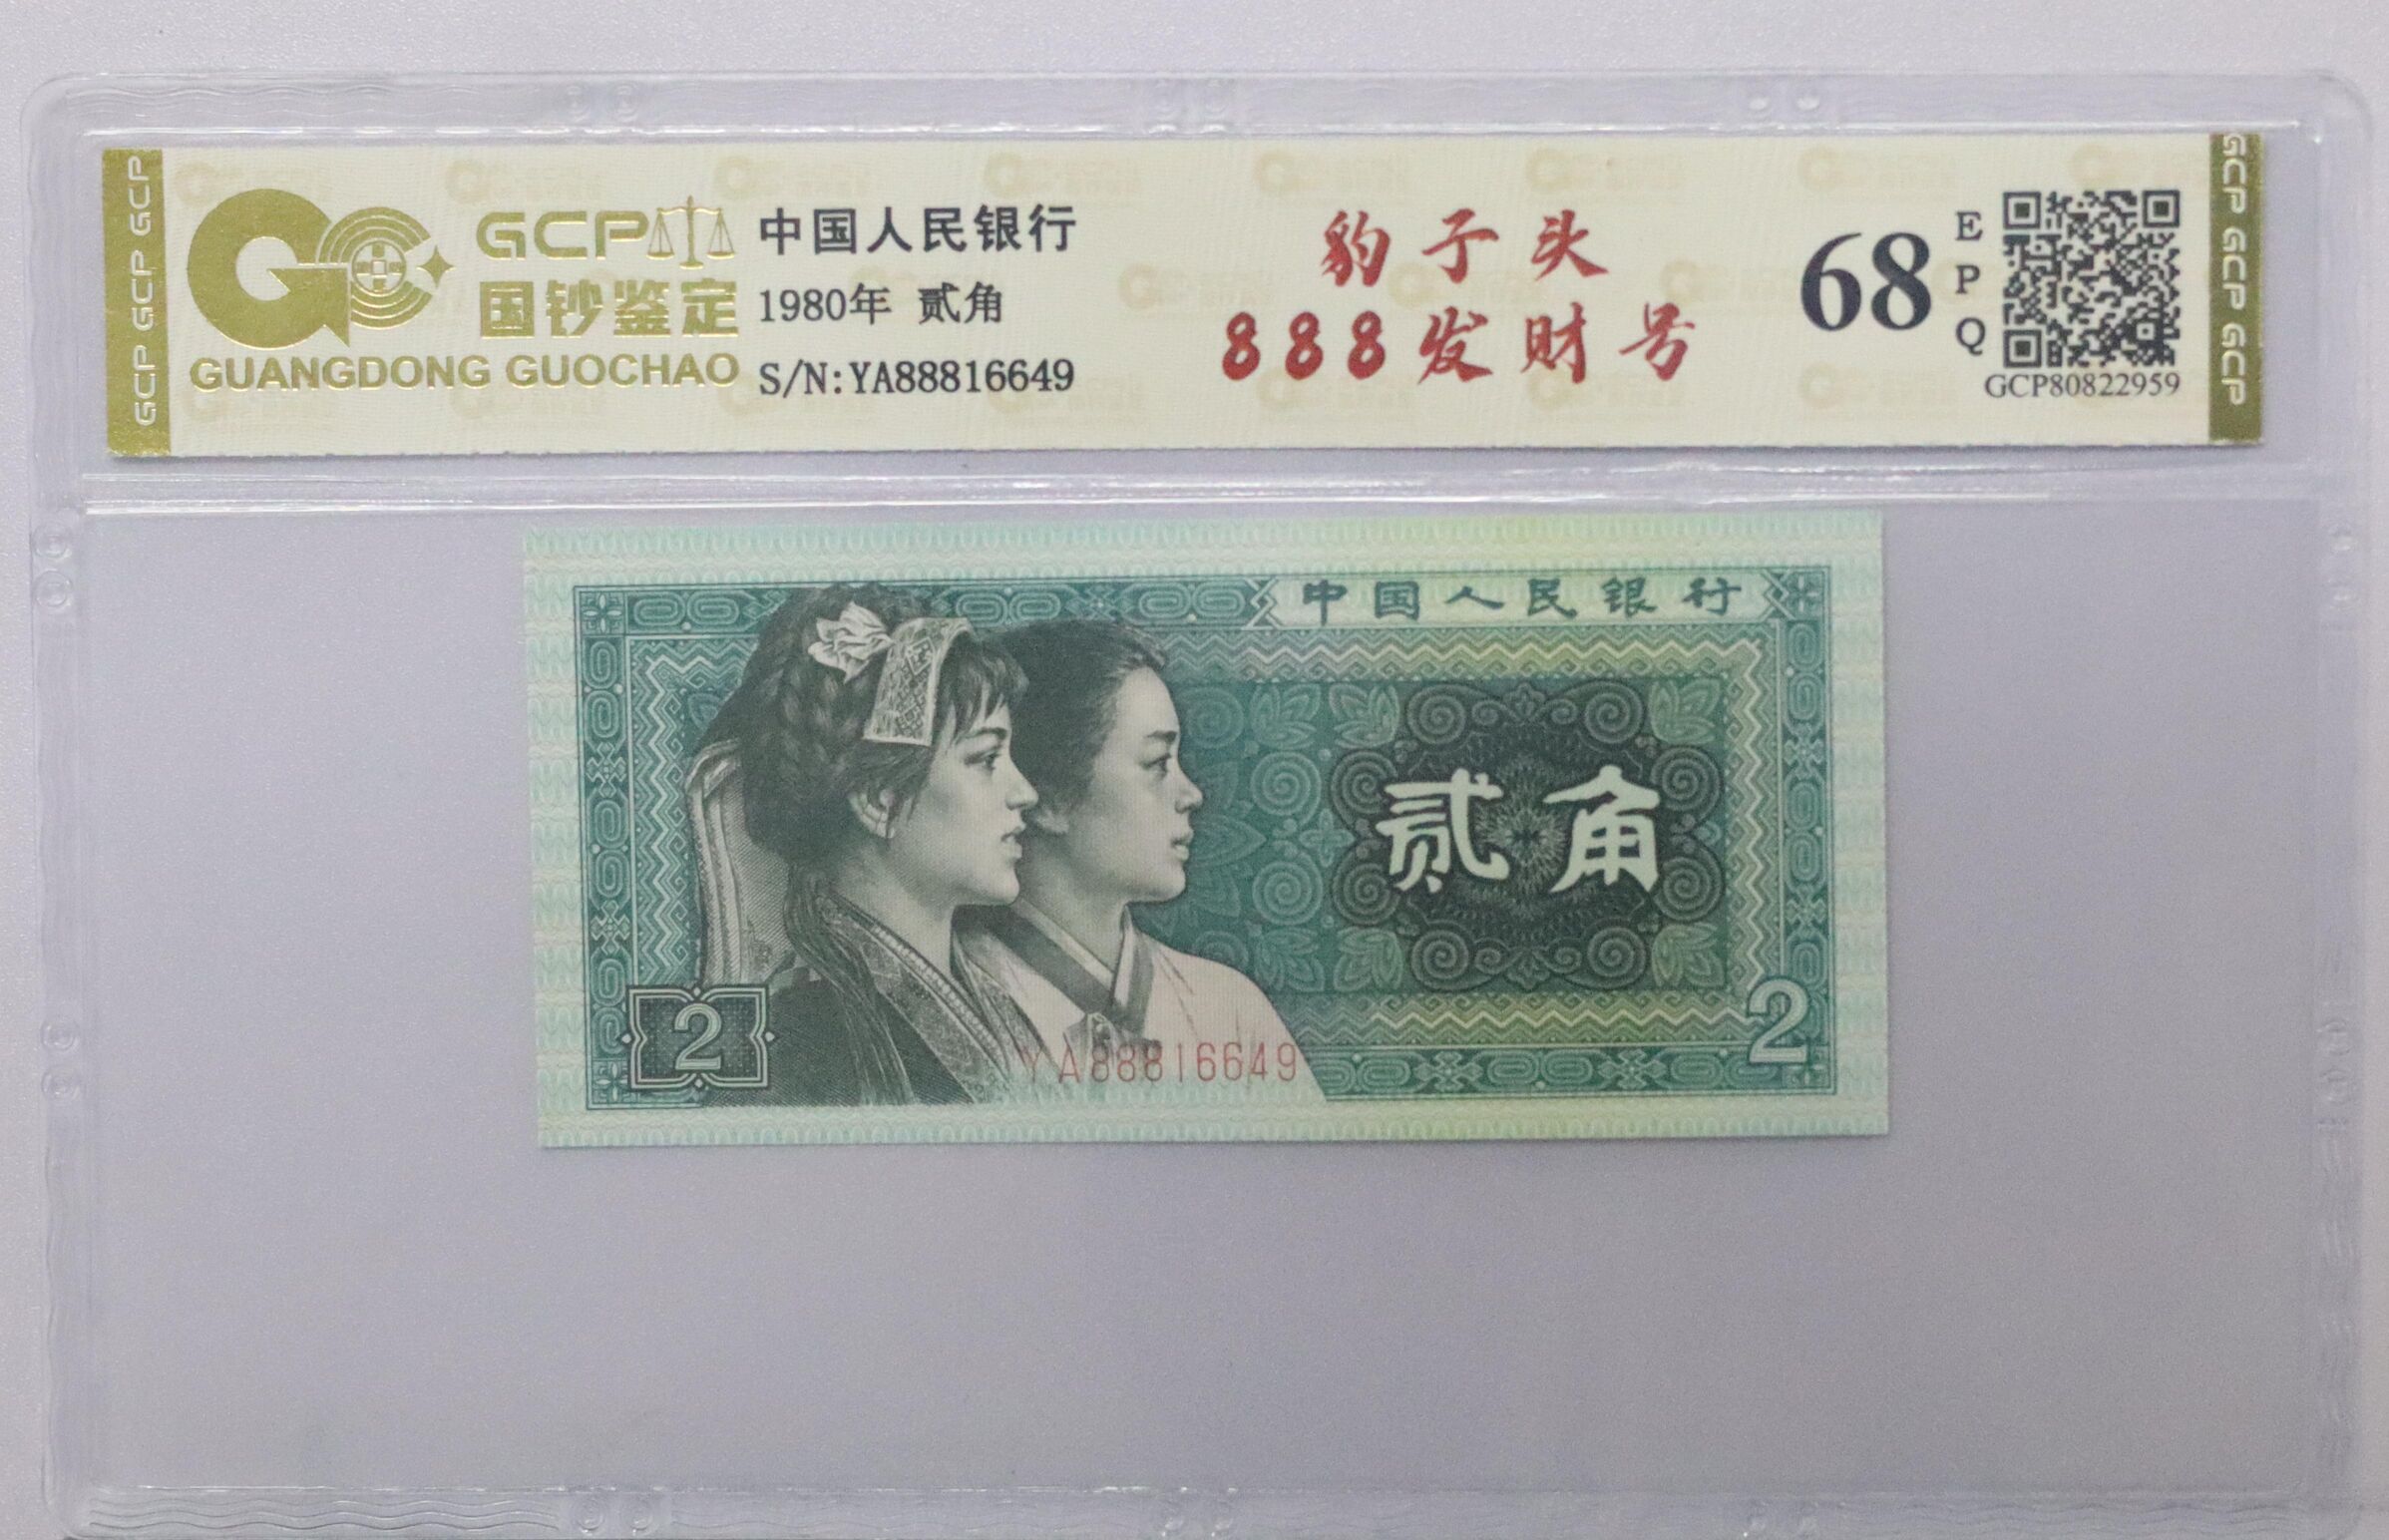 GCP GCP GCP
GCP
国钞鉴定
GUANGDONG GUOCHAO
中国人民银行
1980年 贰角
S/N:YA88816649
豹子头
888发财号
68
EPQ
GCP80822959
GCP GCP GCP
中国人民银行
贰角
2
YA88816649
2